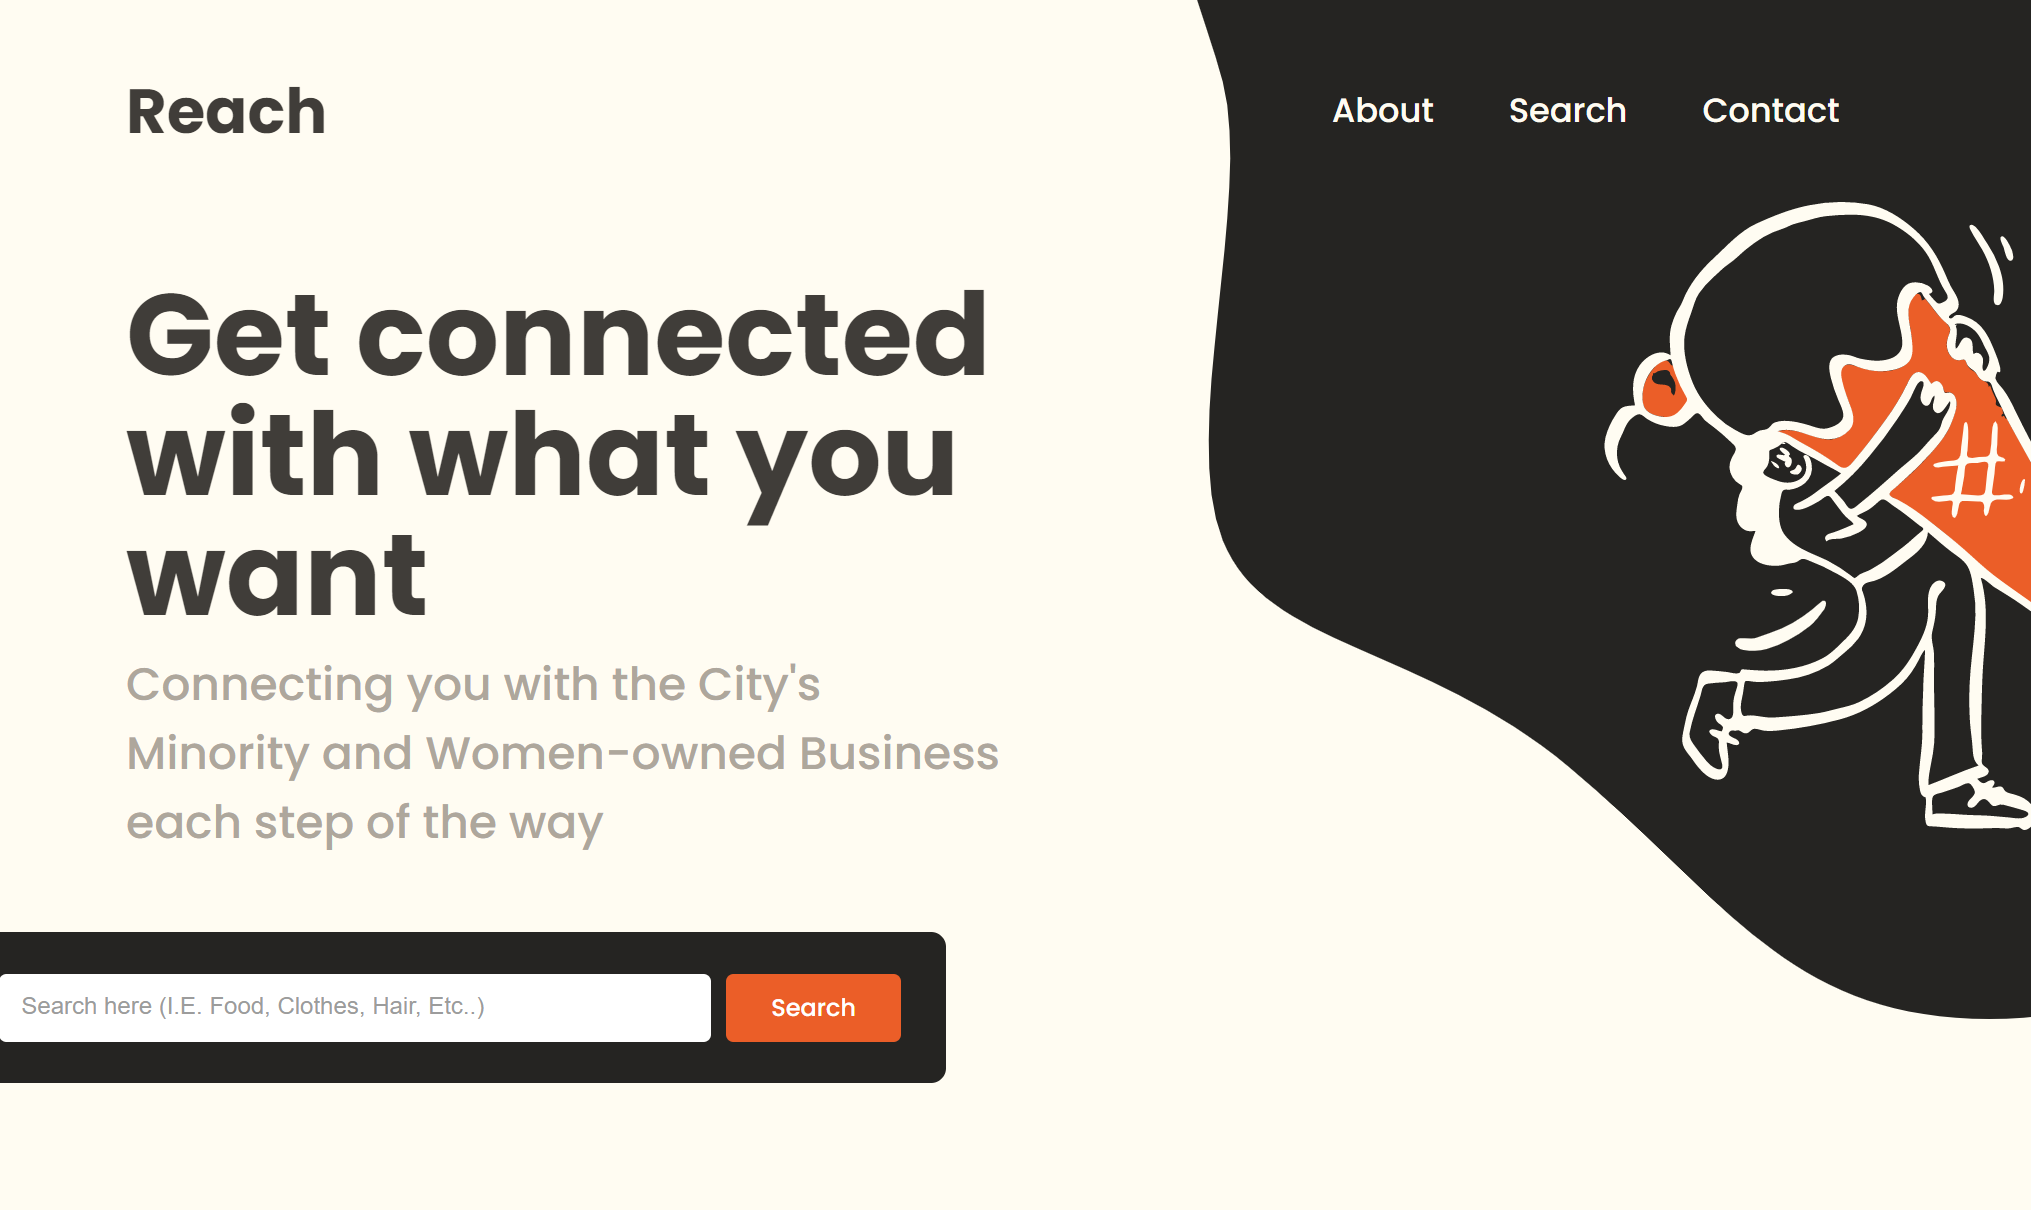 Reach
About
Search
Contact
Get connected
with what you
want
Connecting you with the City's
Minority and Women-owned Business
each step of the way
Search here (I.E. Food, Clothes, Hair, Etc..)
Search
#